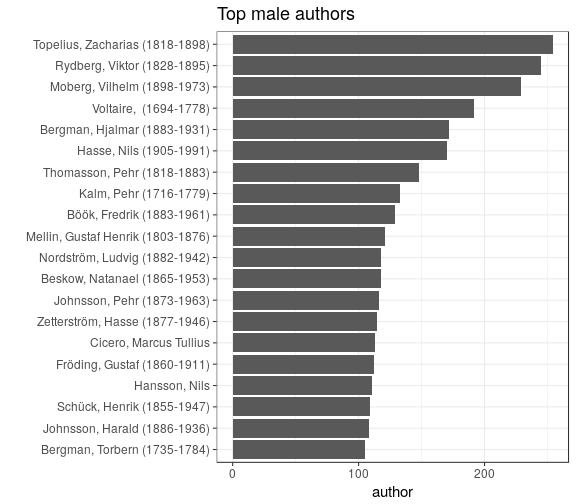 Top male authors
Topelius, Zacharias (1818-1898)
Rydberg, Viktor (1828-1895)
Moberg, Vilhelm (1898-1973)
Voltaire,  (1694-1778)
Bergman, Hjalmar (1883-1931)
Hasse, Nils (1905-1991)
Thomasson, Pehr (1818-1883)
Kalm, Pehr (1716-1779)
Böök, Fredrik (1883-1961)
Mellin, Gustaf Henrik (1803-1876)
Nordström, Ludvig (1882-1942)
Beskow, Natanael (1865-1953)
Johnsson, Pehr (1873-1963)
Zetterström, Hasse (1877-1946)
Cicero, Marcus Tullius
Fröding, Gustaf (1860-1911)
Hansson, Nils
Schück, Henrik (1855-1947)
Johnsson, Harald (1886-1936)
Bergman, Torbern (1735-1784)
0 100 200
author